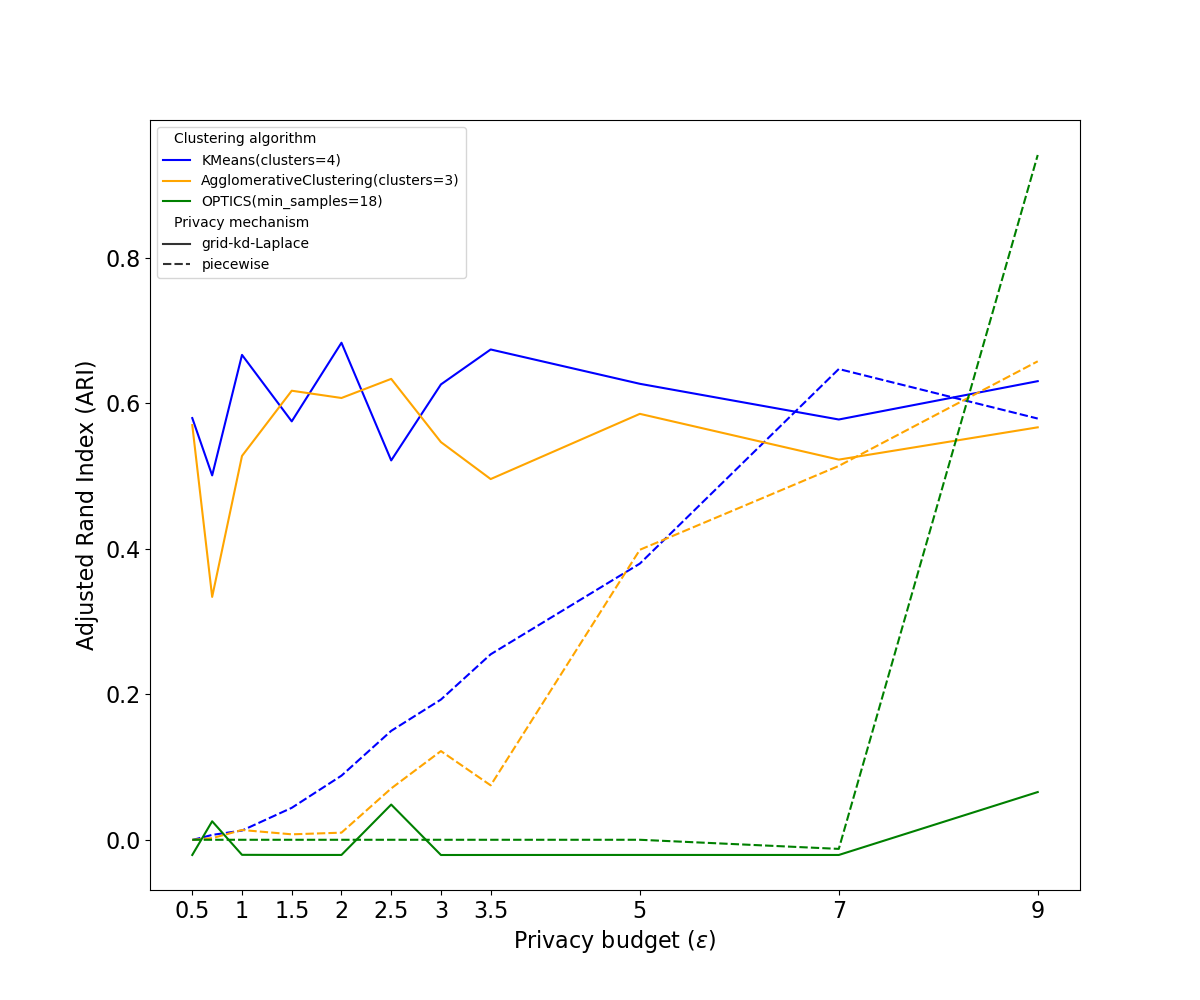 Clustering algorithm
KMeans(clusters=4)
AgglomerativeClustering(clusters=3)
OPTICS(min_samples=18)
Privacy mechanism
grid-kd-Laplace
piecewise
Adjusted Rand Index (ARI)
0.8
0.6
0.4
0.2
0.0
0.5 1 1.5 2 2.5 3 3.5 5 7 9
Privacy budget (ε)